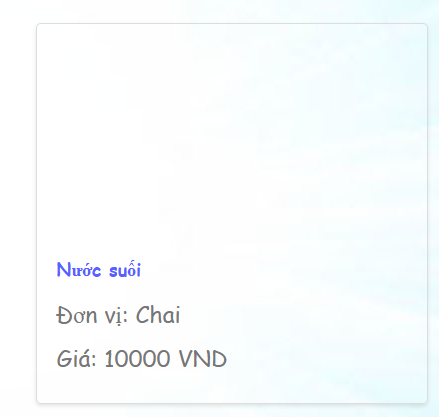 Nước suối
Đơn vị: Chai
Giá: 10000 VND